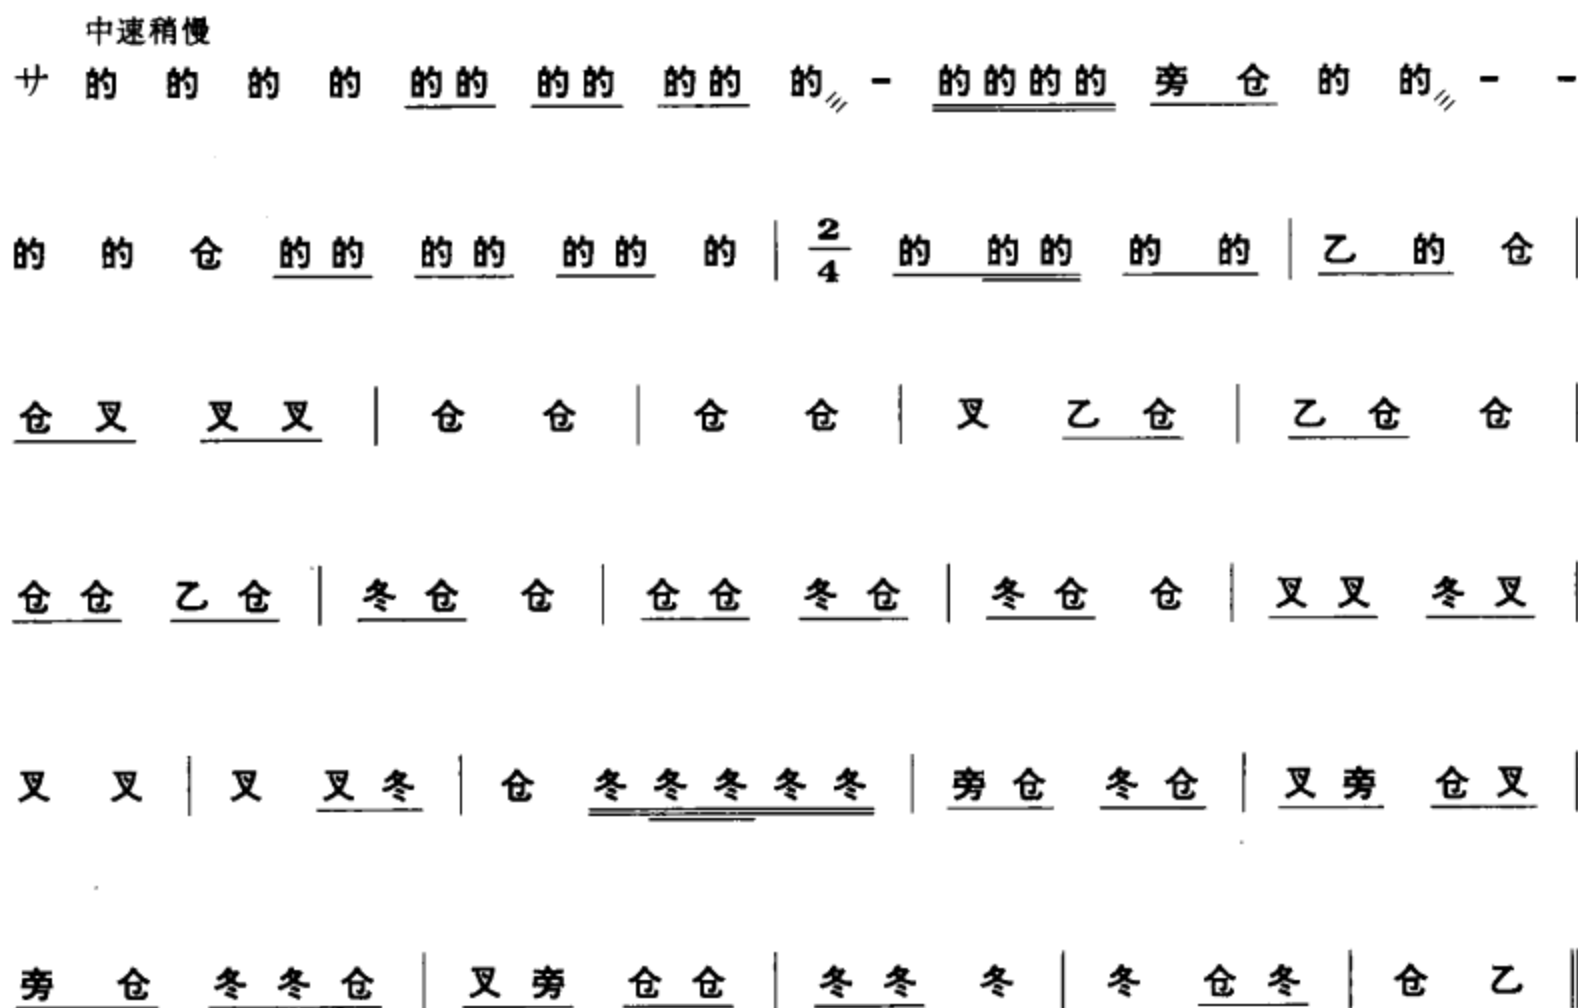 中速稍慢
サ 的 的 的 的 的的 的的 的的 的 - 的的的的 旁 仓 的 的 - -
的 的 仓 的的 的的 的的 的 | 2/4 的 的的 的 的 | 乙 的 仓 |
仓 叉 叉 叉 | 仓 仓 | 仓 仓 | 叉 乙 仓 | 乙 仓 仓 |
仓 仓 乙 仓 | 冬 仓 仓 | 仓 仓 冬 仓 | 冬 仓 仓 | 叉 叉 冬 叉 |
叉 叉 | 叉 叉 冬 | 仓 冬 冬 冬 冬 冬 | 旁 仓 冬 仓 | 叉 旁 仓 叉 |
旁 仓 冬 冬 仓 | 叉 旁 仓 仓 | 冬 冬 冬 | 冬 仓 冬 | 仓 乙 ‖